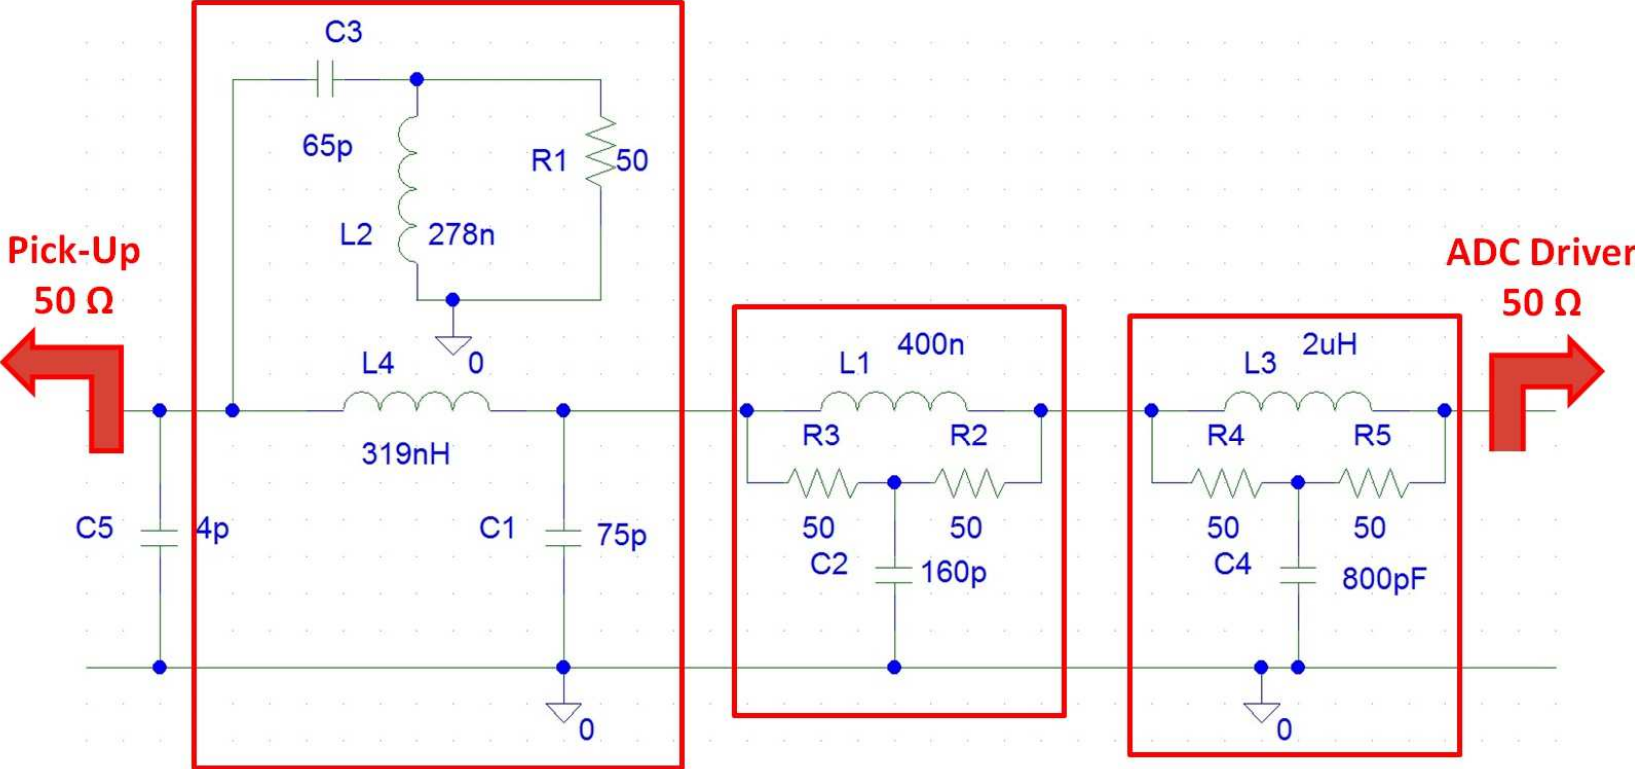 C3
65p
R1
50
L2
278n
0
Pick-Up
50 Ω
L4
319nH
C5
4p
C1
75p
0
L1
400n
R3
R2
50
50
C2
160p
L3
2uH
R4
R5
50
50
C4
800pF
0
ADC Driver
50 Ω